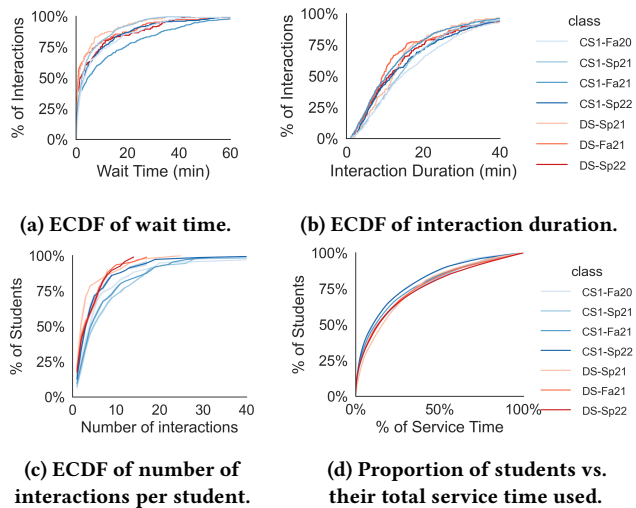 % of Interactions
100%
75%
50%
25%
0
20
40
60
Wait Time (min)
(a) ECDF of wait time.
% of Interactions
100%
75%
50%
25%
0
20
40
Interaction Duration (min)
(b) ECDF of interaction duration.
class
CS1-Fa20
CS1-Sp21
CS1-Fa21
CS1-Sp22
DS-Sp21
DS-Fa21
DS-Sp22
% of Students
100%
75%
50%
25%
0
10
20
30
40
Number of interactions
(c) ECDF of number of
interactions per student.
% of Students
100%
75%
50%
25%
0%
0%
50%
100%
% of Service Time
(d) Proportion of students vs.
their total service time used.
class
CS1-Fa20
CS1-Sp21
CS1-Fa21
CS1-Sp22
DS-Sp21
DS-Fa21
DS-Sp22